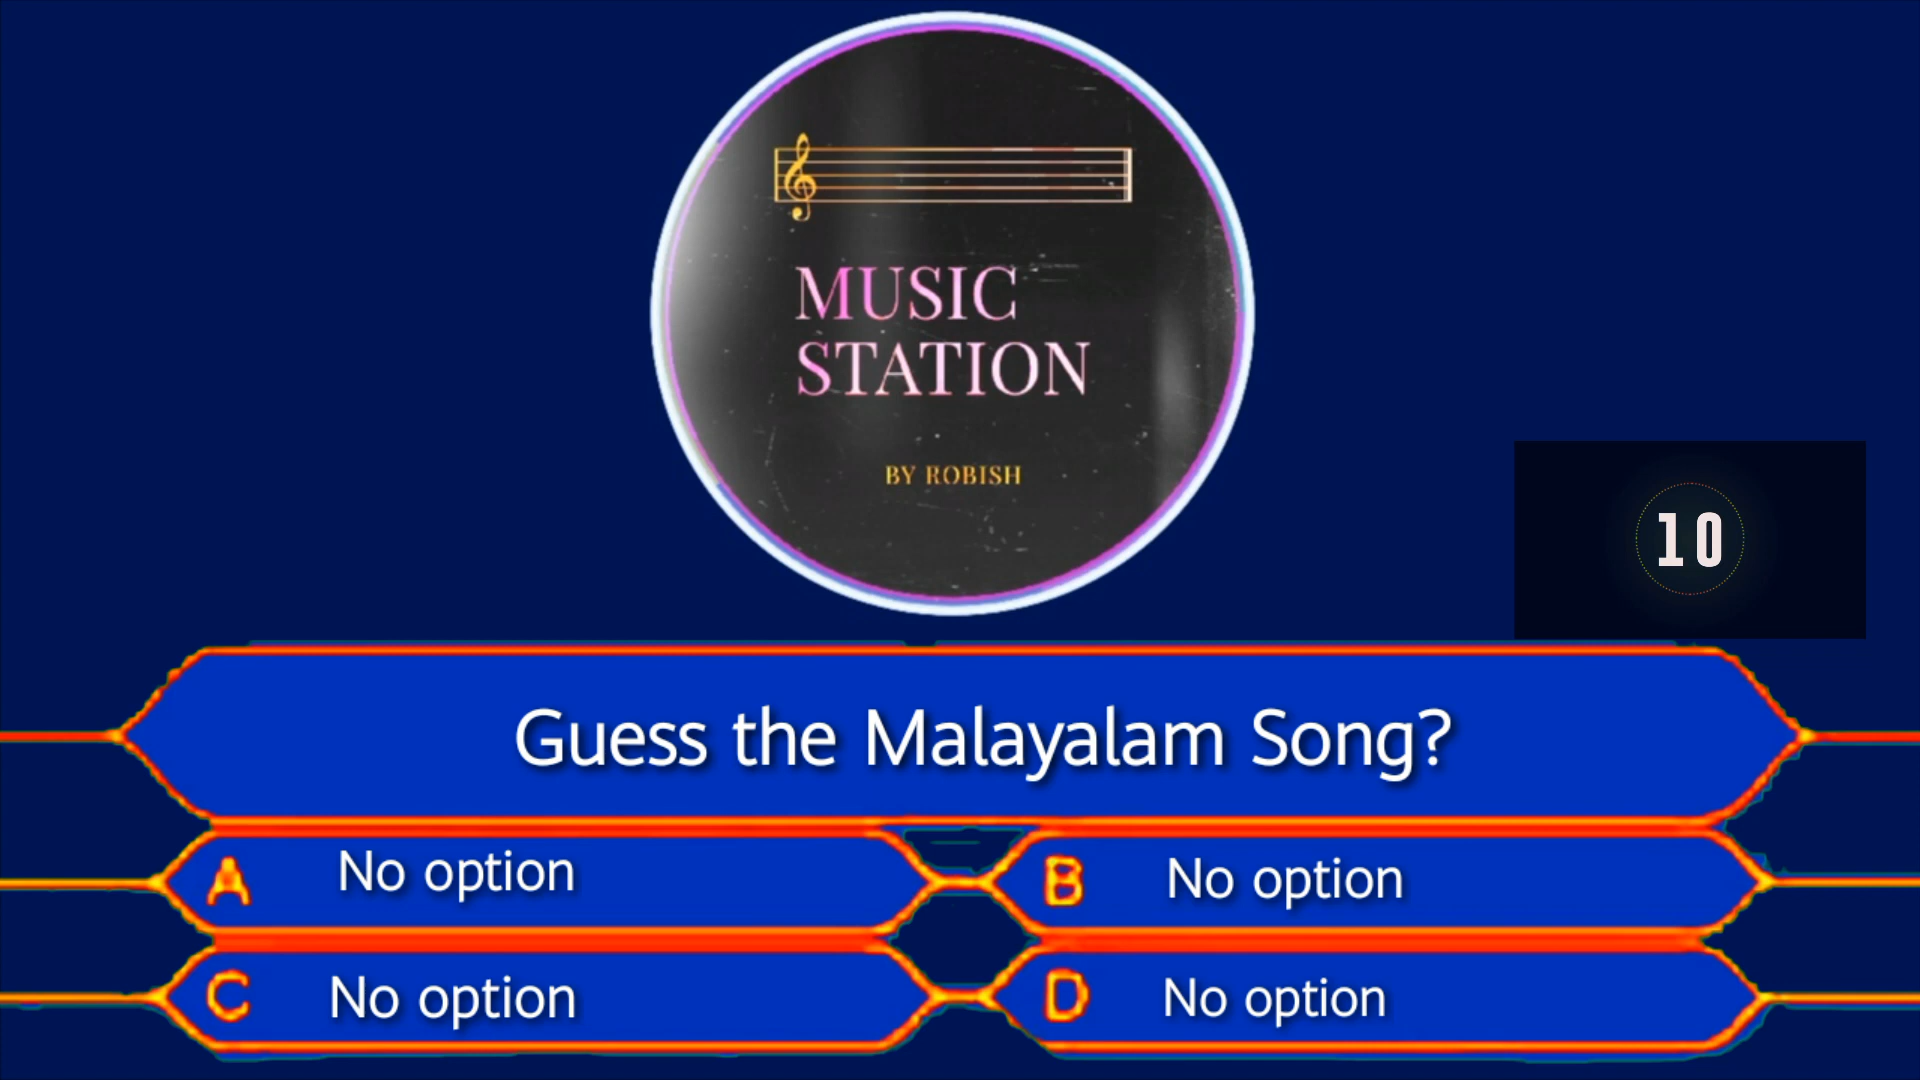 MUSIC
STATION
BY ROBISH
10
Guess the Malayalam Song?
A No option
B No option
C No option
D No option